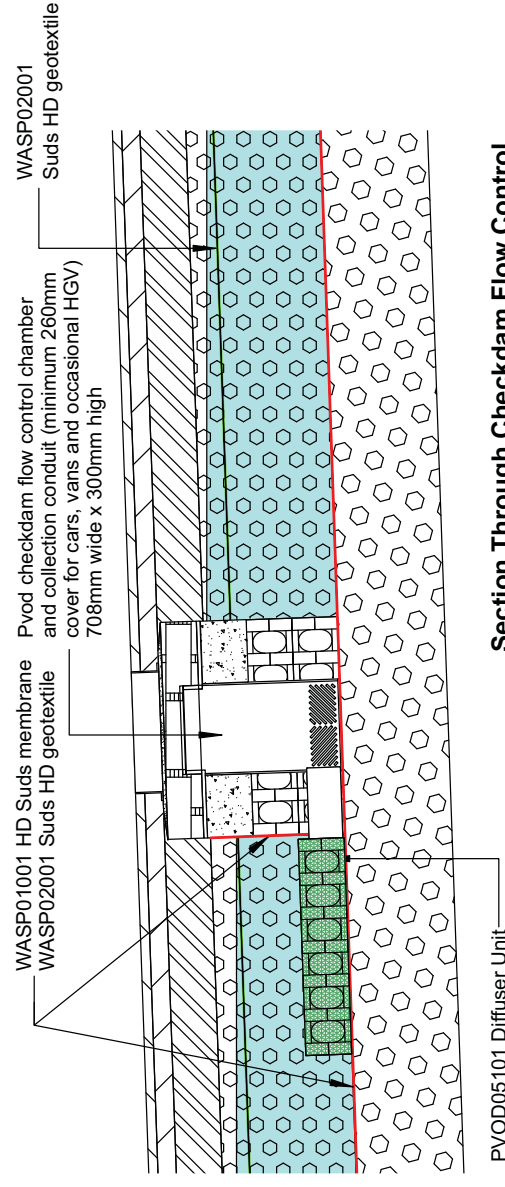 WASP01001 HD Suds membrane
WASP02001 Suds HD geotextile
Pvod checkdam flow control chamber
and collection conduit (minimum 260mm
cover for cars, vans and occasional HGV)
708mm wide x 300mm high
WASP02001
Suds HD geotextile
PVOD05101 Diffuser Unit
Section Through Checkdam Flow Control